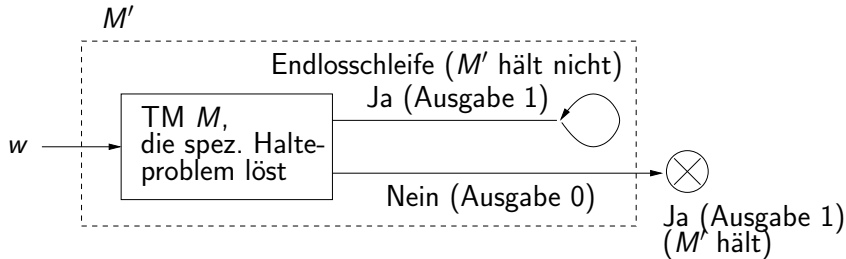 M′
Endlosschleife (M′ hält nicht)
Ja (Ausgabe 1)
TM M,
die spez. Halte-
problem löst
w
Nein (Ausgabe 0)
Ja (Ausgabe 1)
(M′ hält)